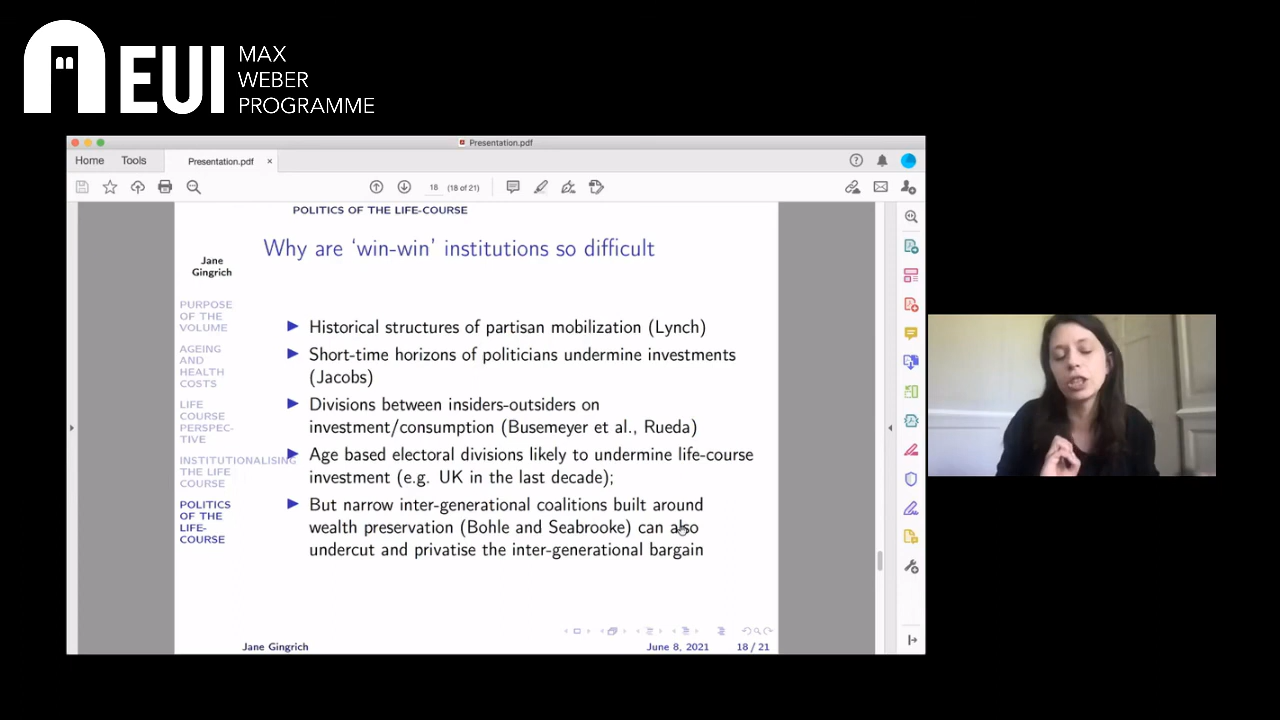 EUI
MAX
WEBER
PROGRAMME
Presentation.pdf
Home
Tools
Presentation.pdf
×
18
(18 of 21)
POLITICS OF THE LIFE-COURSE
Why are ‘win-win’ institutions so difficult
Jane
Gingrich
PURPOSE
OF THE
VOLUME
AGEING
AND
HEALTH
COSTS
LIFE
COURSE
PERSPEC-
TIVE
INSTITUTIONALISING
THE LIFE
COURSE
POLITICS
OF THE
LIFE-
COURSE
Historical structures of partisan mobilization (Lynch)
Short-time horizons of politicians undermine investments
(Jacobs)
Divisions between insiders-outsiders on
investment/consumption (Busemeyer et al., Rueda)
Age based electoral divisions likely to undermine life-course
investment (e.g. UK in the last decade);
But narrow inter-generational coalitions built around
wealth preservation (Bohle and Seabrooke) can also
undercut and privatise the inter-generational bargain
Jane Gingrich
June 8, 2021
18 / 21